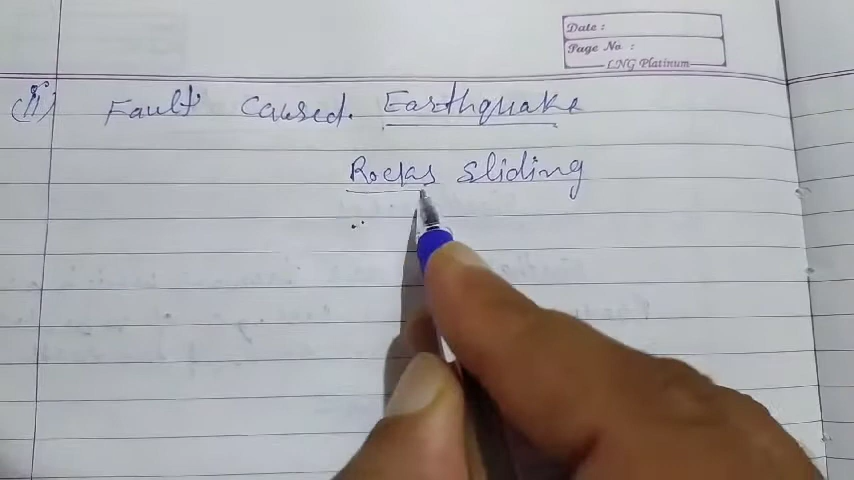 Date :
Page No :
LNG Platinum
(ii) Fault Caused. Earthquake
Rocks sliding